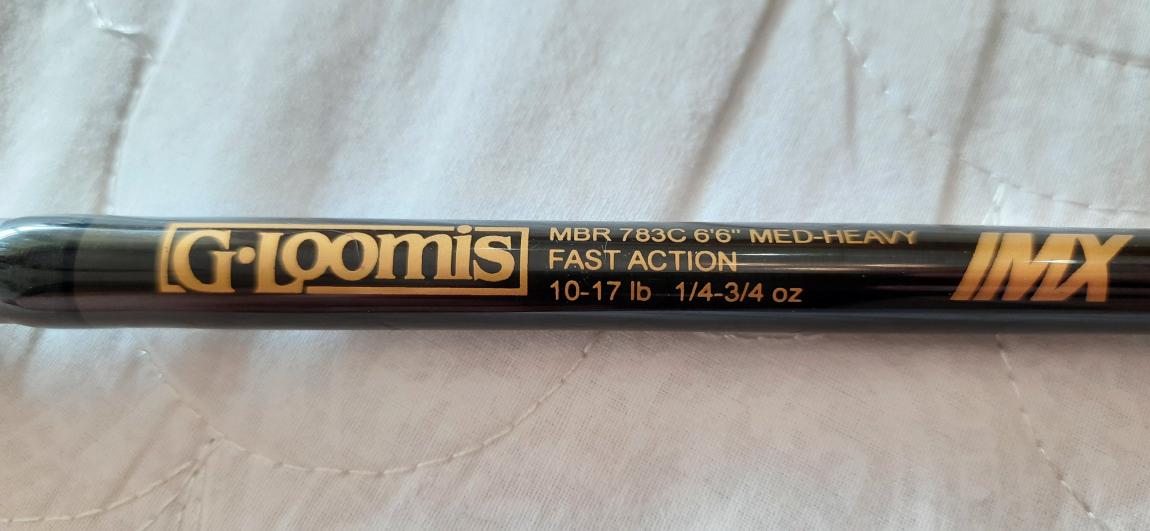 G·Loomis
MBR 783C 6'6" MED-HEAVY
FAST ACTION
10-17 lb 1/4-3/4 oz
IMX